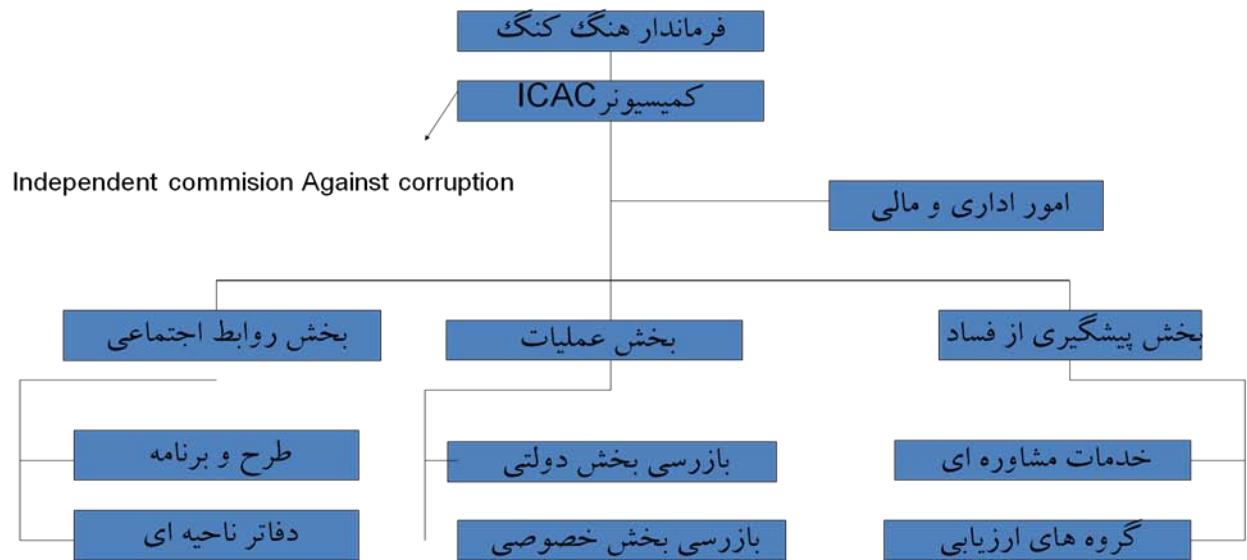 فرماندار هنگ کنگ
کمیسیونر ICAC
Independent commision Against corruption
امور اداری و مالی
بخش پیشگیری از فساد
بخش عملیات
بخش روابط اجتماعی
خدمات مشاوره ای
بازرسی بخش دولتی
طرح و برنامه
گروه های ارزیابی
بازرسی بخش خصوصی
دفاتر ناحیه ای